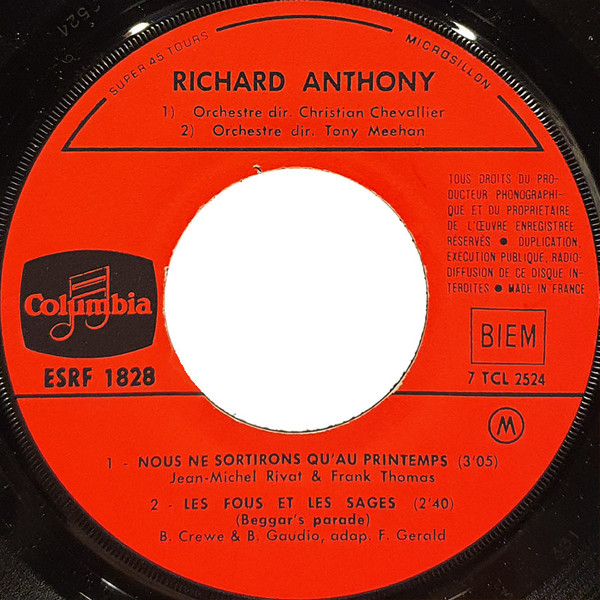 SUPER 45 TOURS
MICROSILLON
RICHARD ANTHONY
1) Orchestre dir. Christian Chevallier
2) Orchestre dir. Tony Meehan
TOUS DROITS DU PRO-
DUCTEUR PHONOGRAPHI-
QUE ET DU PROPRIETAIRE
DE L'ŒUVRE ENREGISTREE
RÉSERVÉS ● DUPLICATION,
EXÉCUTION PUBLIQUE, RADIO-
DIFFUSION DE CE DISQUE IN-
TERDITES ● MADE IN FRANCE
Columbia
BIEM
ESRF 1828
7 TCL 2524
M
1 - NOUS NE SORTIRONS QU'AU PRINTEMPS (3'05)
Jean-Michel Rivat & Frank Thomas
2 - LES FOUS ET LES SAGES (2'40)
(Beggar's parade)
B. Crewe & B. Gaudio, adap. F. Gerald